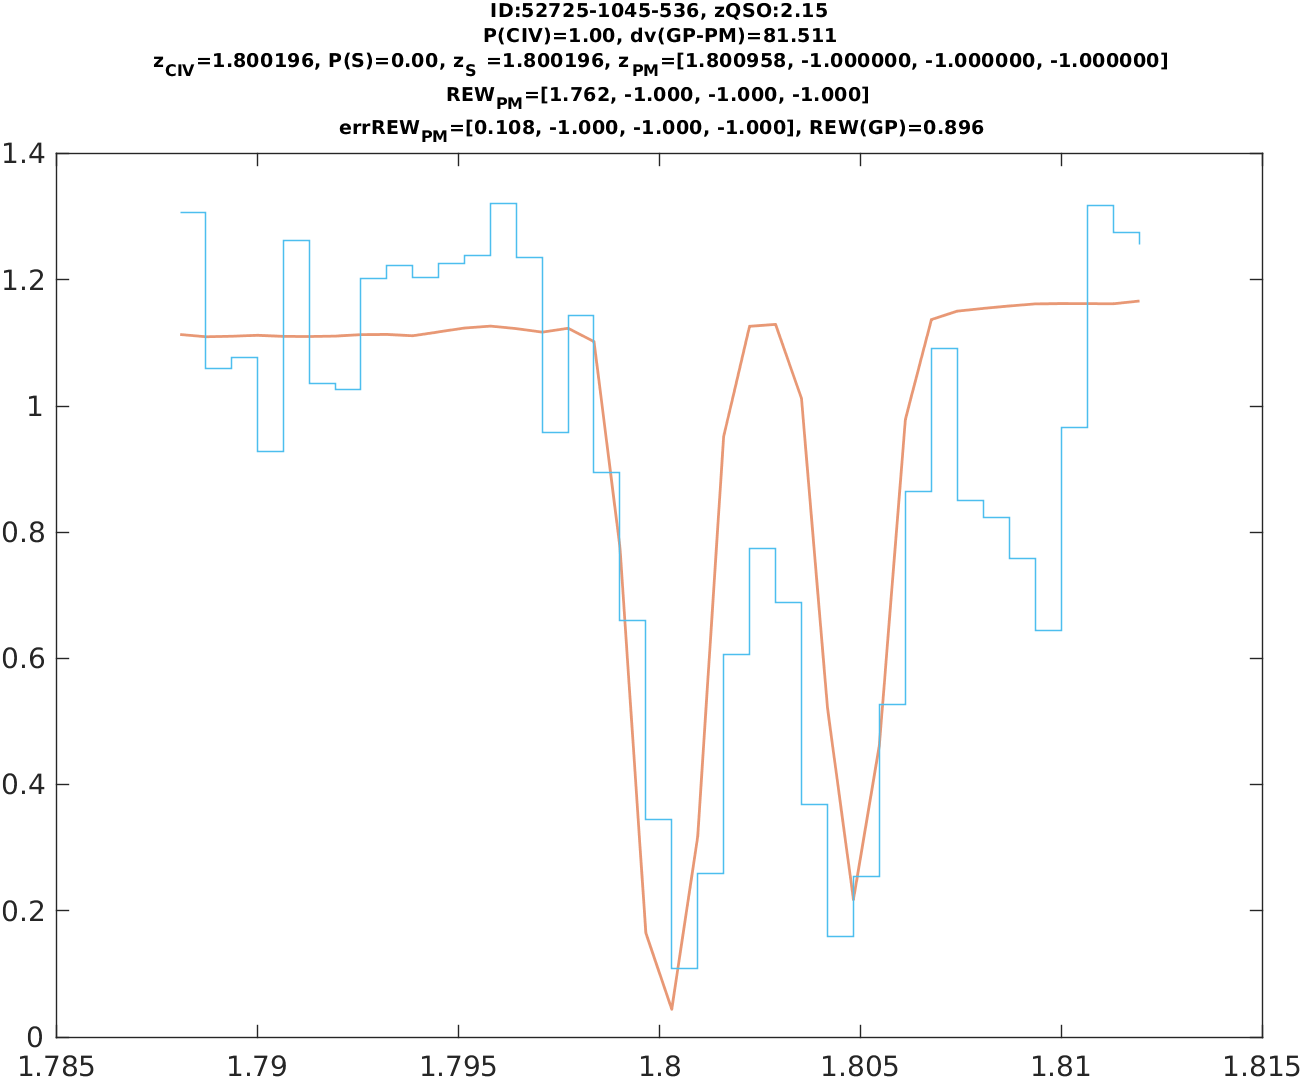 ID:52725-1045-536, zQSO:2.15
P(CIV)=1.00, dv(GP-PM)=81.511
zCIV=1.800196, P(S)=0.00, zS =1.800196, zPM=[1.800958, -1.000000, -1.000000, -1.000000]
REWPM=[1.762, -1.000, -1.000, -1.000]
errREWPM=[0.108, -1.000, -1.000, -1.000], REW(GP)=0.896
1.4
1.2
1
0.8
0.6
0.4
0.2
0
1.785 1.79 1.795 1.8 1.805 1.81 1.815